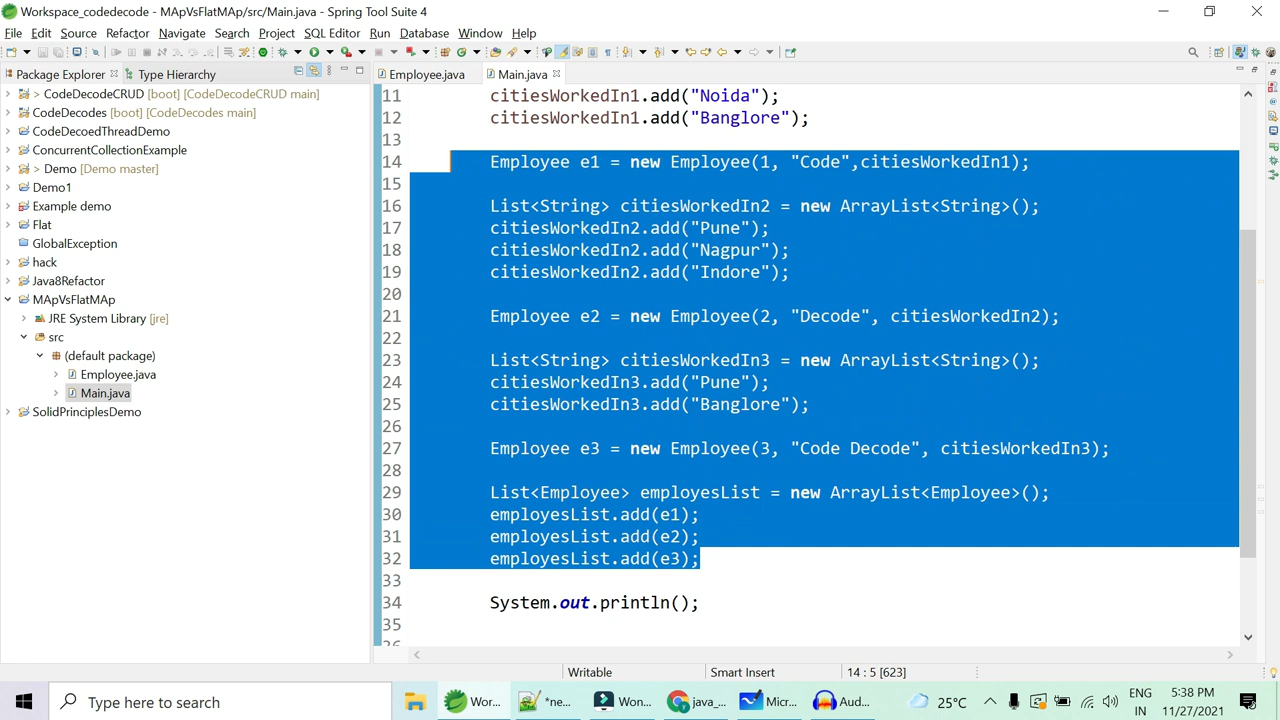 Workspace_codedecode - MApVsFlatMAp/src/Main.java - Spring Tool Suite 4
File Edit Source Refactor Navigate Search Project SQL Editor Run Database Window Help
Package Explorer Type Hierarchy
> CodeDecodeCRUD [boot] [CodeDecodeCRUD main]
CodeDecodes [boot] [CodeDecodes main]
CodeDecoedThreadDemo
ConcurrentCollectionExample
> Demo [Demo master]
Demo1
Example demo
Flat
GlobalException
hack
Java8Refactor
MApVsFlatMAp
JRE System Library [jre]
src
(default package)
Employee.java
Main.java
SolidPrinciplesDemo
Employee.java Main.java
11 citiesWorkedIn1.add("Noida");
12 citiesWorkedIn1.add("Banglore");
13
14 Employee e1 = new Employee(1, "Code",citiesWorkedIn1);
15
16 List<String> citiesWorkedIn2 = new ArrayList<String>();
17 citiesWorkedIn2.add("Pune");
18 citiesWorkedIn2.add("Nagpur");
19 citiesWorkedIn2.add("Indore");
20
21 Employee e2 = new Employee(2, "Decode", citiesWorkedIn2);
22
23 List<String> citiesWorkedIn3 = new ArrayList<String>();
24 citiesWorkedIn3.add("Pune");
25 citiesWorkedIn3.add("Banglore");
26
27 Employee e3 = new Employee(3, "Code Decode", citiesWorkedIn3);
28
29 List<Employee> employesList = new ArrayList<Employee>();
30 employesList.add(e1);
31 employesList.add(e2);
32 employesList.add(e3);
33
34 System.out.println();
35
Writable Smart Insert 14 : 5 [623]
Type here to search
Wor... *ne... Won... java_... Micr... Aud... 25°C
ENG
IN
5:38 PM
11/27/2021